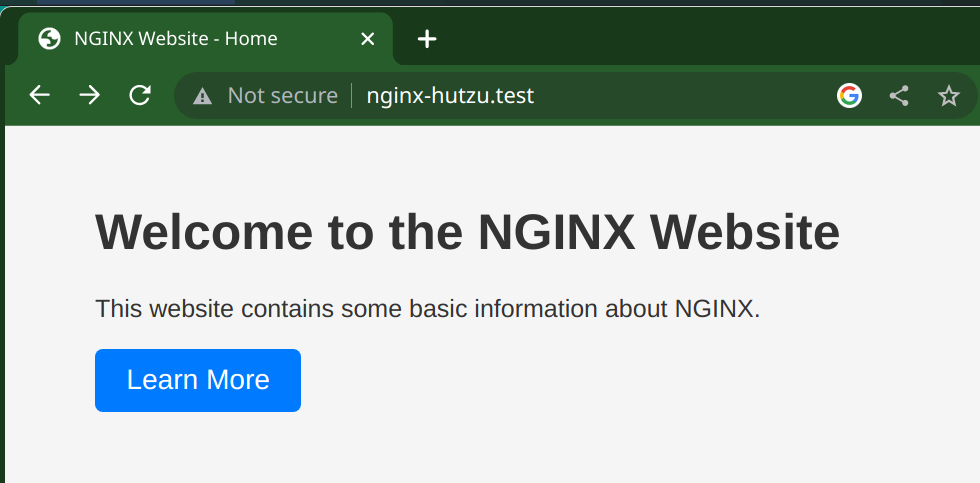 NGINX Website - Home
Not secure nginx-hutzu.test
Welcome to the NGINX Website
This website contains some basic information about NGINX.
Learn More